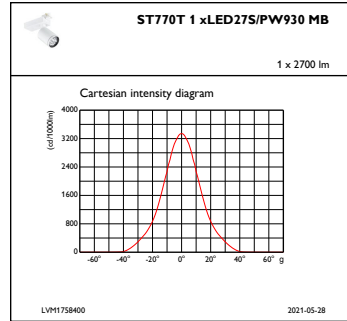 ST770T 1 xLED27S/PW930 MB
1 x 2700 lm
Cartesian intensity diagram
(cd/1000lm)
4000
3200
2400
1600
800
0
-60° -40° -20° 0° 20° 40° 60° g
LVM1758400 2021-05-28